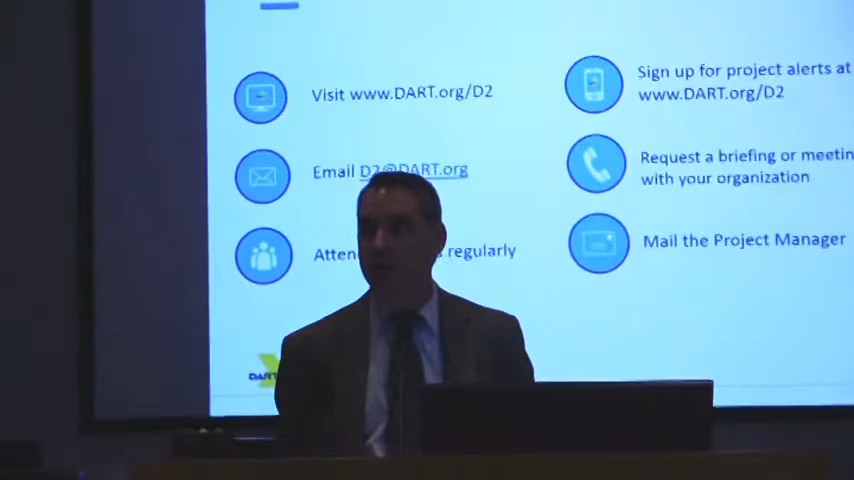 Visit www.DART.org/D2
Email D2@DART.org
Atten regularly
Sign up for project alerts at
www.DART.org/D2
Request a briefing or meetin
with your organization
Mail the Project Manager
DART